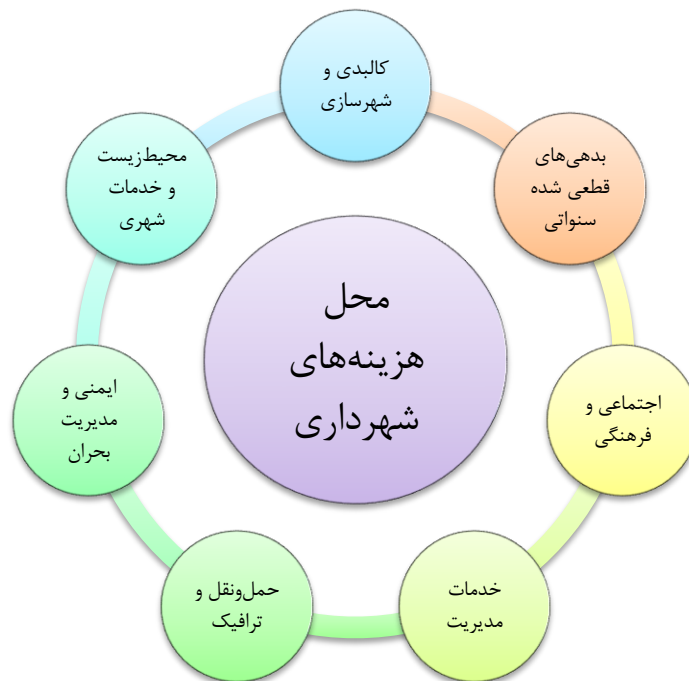 کالبدی و
شهرسازی
بدهی‌های
قطعی شده
سنواتی
اجتماعی و
فرهنگی
خدمات
مدیریت
حمل‌ونقل و
ترافیک
ایمنی و
مدیریت
بحران
محیط‌زیست
و خدمات
شهری
محل
هزینه‌های
شهرداری